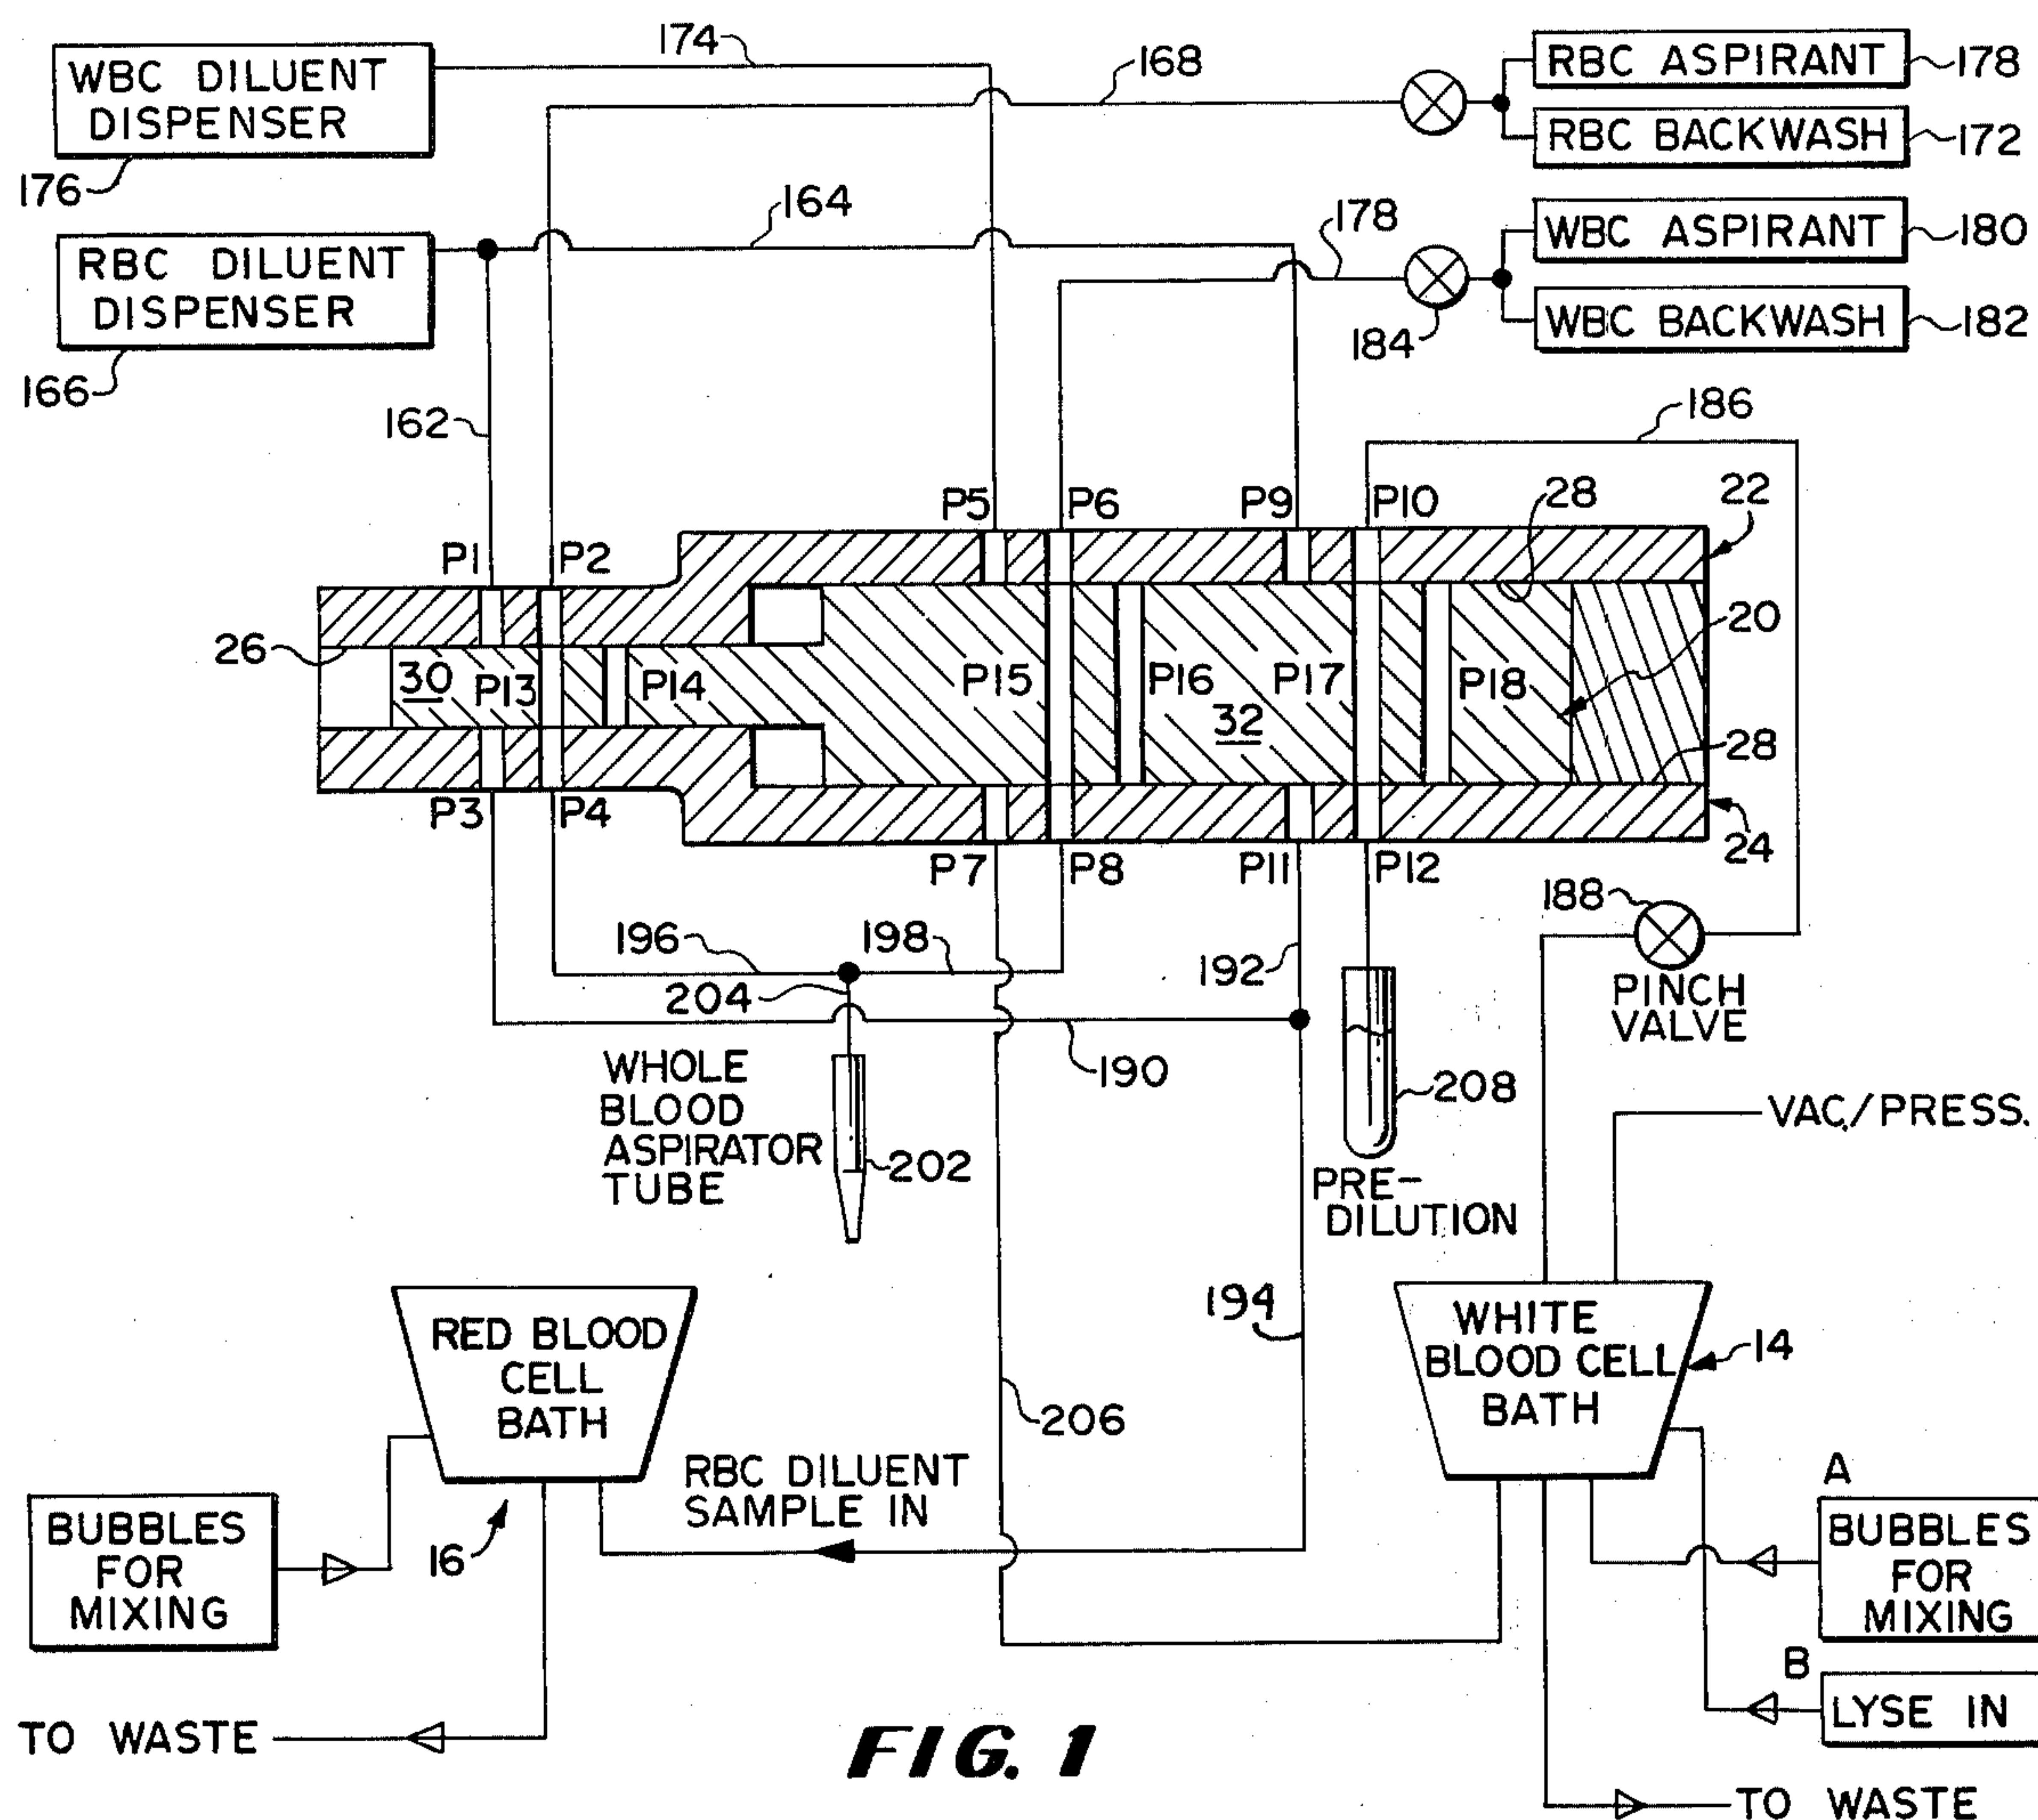 174
168
WBC DILUENT
DISPENSER
176
RBC ASPIRANT
178
RBC BACKWASH
172
164
178
WBC ASPIRANT
180
RBC DILUENT
DISPENSER
166
184
WBC BACKWASH
182
162
186
P5
P6
P9
P10
28
22
P1
P2
20
26
30
P13
P14
P15
P16
P17
P18
32
28
P3
P4
P7
P8
P11
P12
24
188
196
198
192
204
PINCH
VALVE
WHOLE
BLOOD
ASPIRATOR
TUBE
202
190
208
VAC./PRESS.
PRE-
DILUTION
RED BLOOD
CELL
BATH
16
194
WHITE
BLOOD CELL
BATH
14
206
RBC DILUENT
SAMPLE IN
A
BUBBLES
FOR
MIXING
BUBBLES
FOR
MIXING
B
LYSE IN
TO WASTE
FIG. 1
TO WASTE